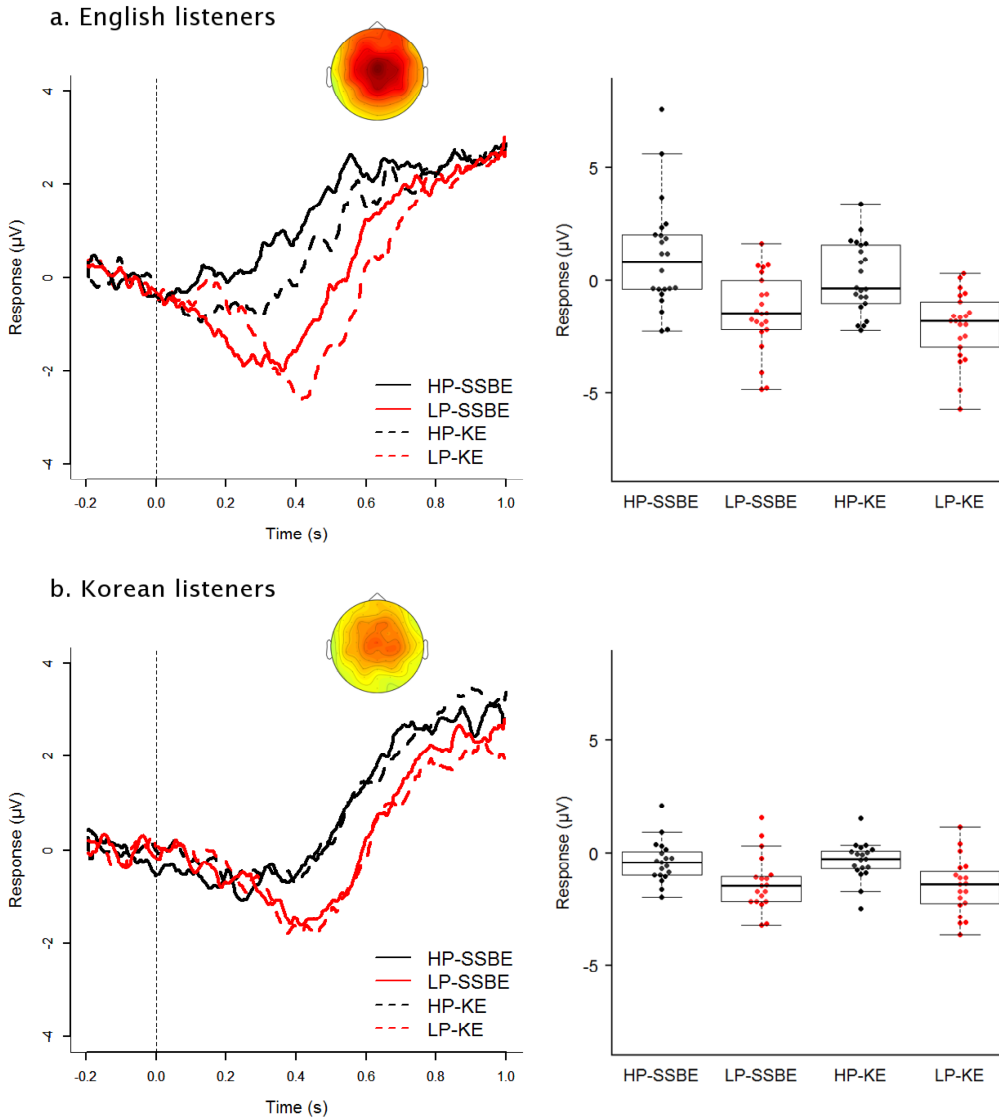 a. English listeners
Response (µV)
4
2
0
-2
-4
-0.2 0.0 0.2 0.4 0.6 0.8 1.0
Time (s)
HP-SSBE
LP-SSBE
HP-KE
LP-KE
Response (µV)
5
0
-5
HP-SSBE LP-SSBE HP-KE LP-KE
b. Korean listeners
Response (µV)
4
2
0
-2
-4
-0.2 0.0 0.2 0.4 0.6 0.8 1.0
Time (s)
HP-SSBE
LP-SSBE
HP-KE
LP-KE
Response (µV)
5
0
-5
HP-SSBE LP-SSBE HP-KE LP-KE